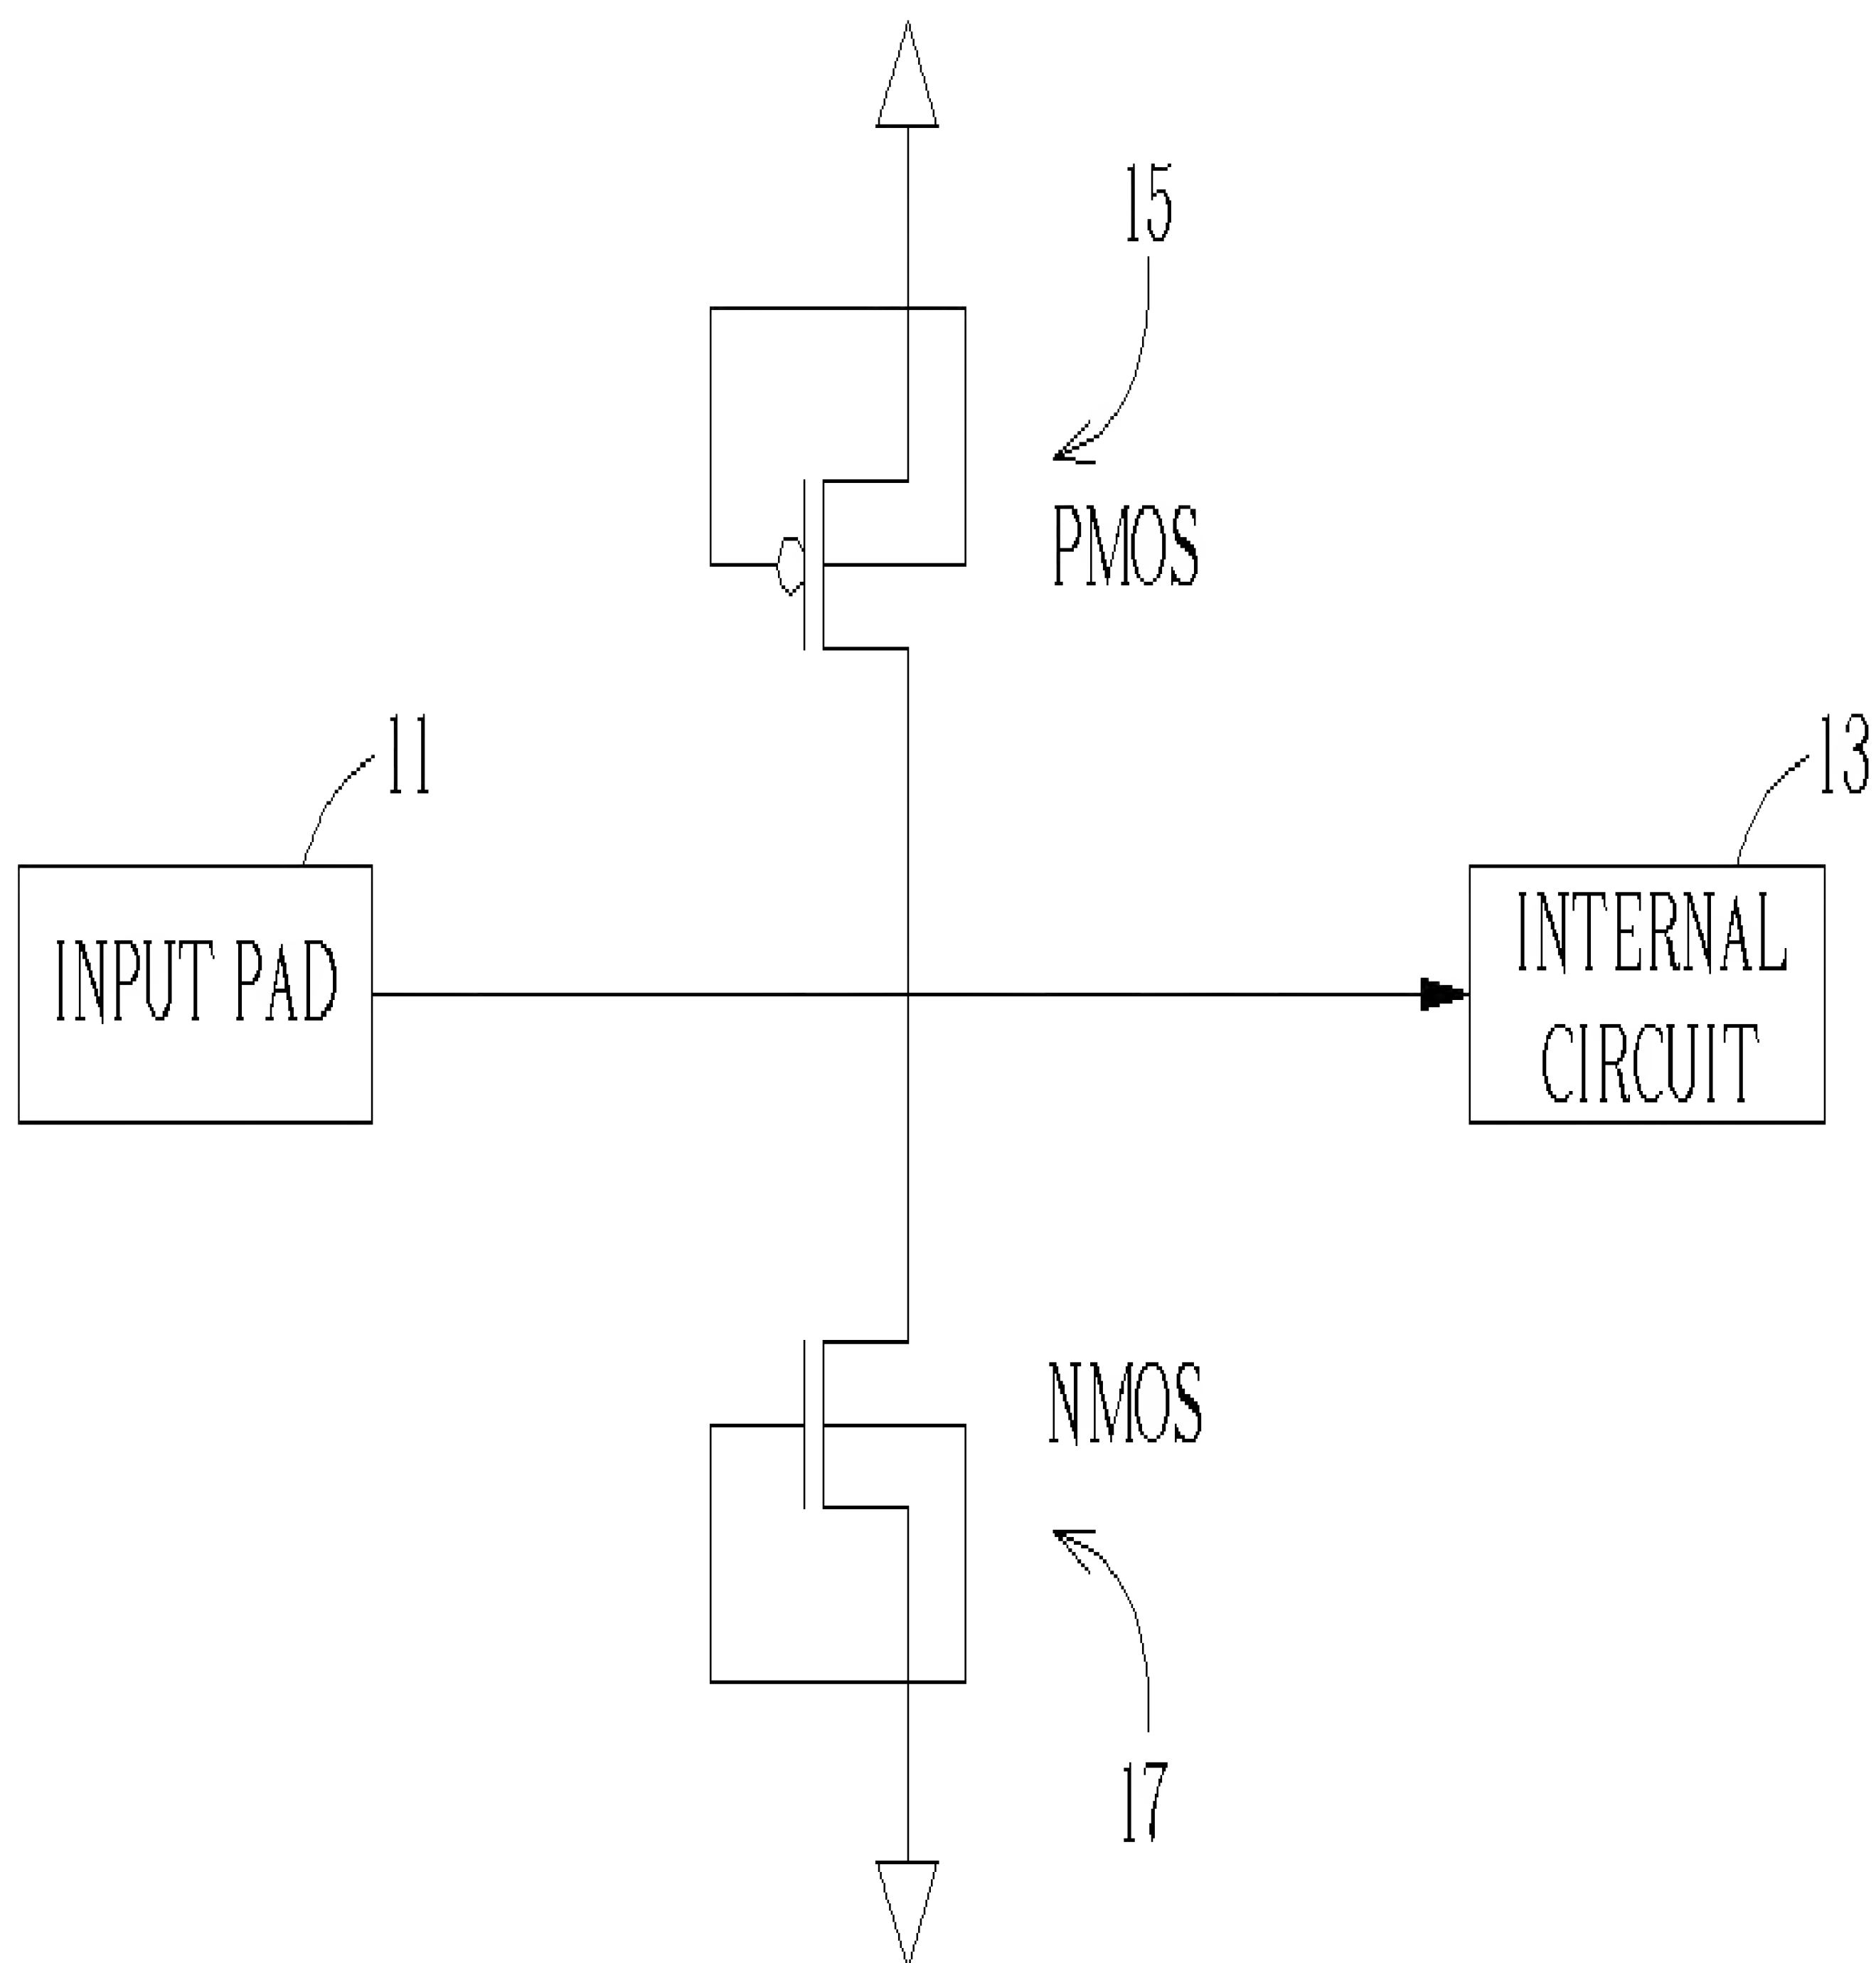 15
PMOS
11
13
INPUT PAD
INTERNAL
CIRCUIT
NMOS
17